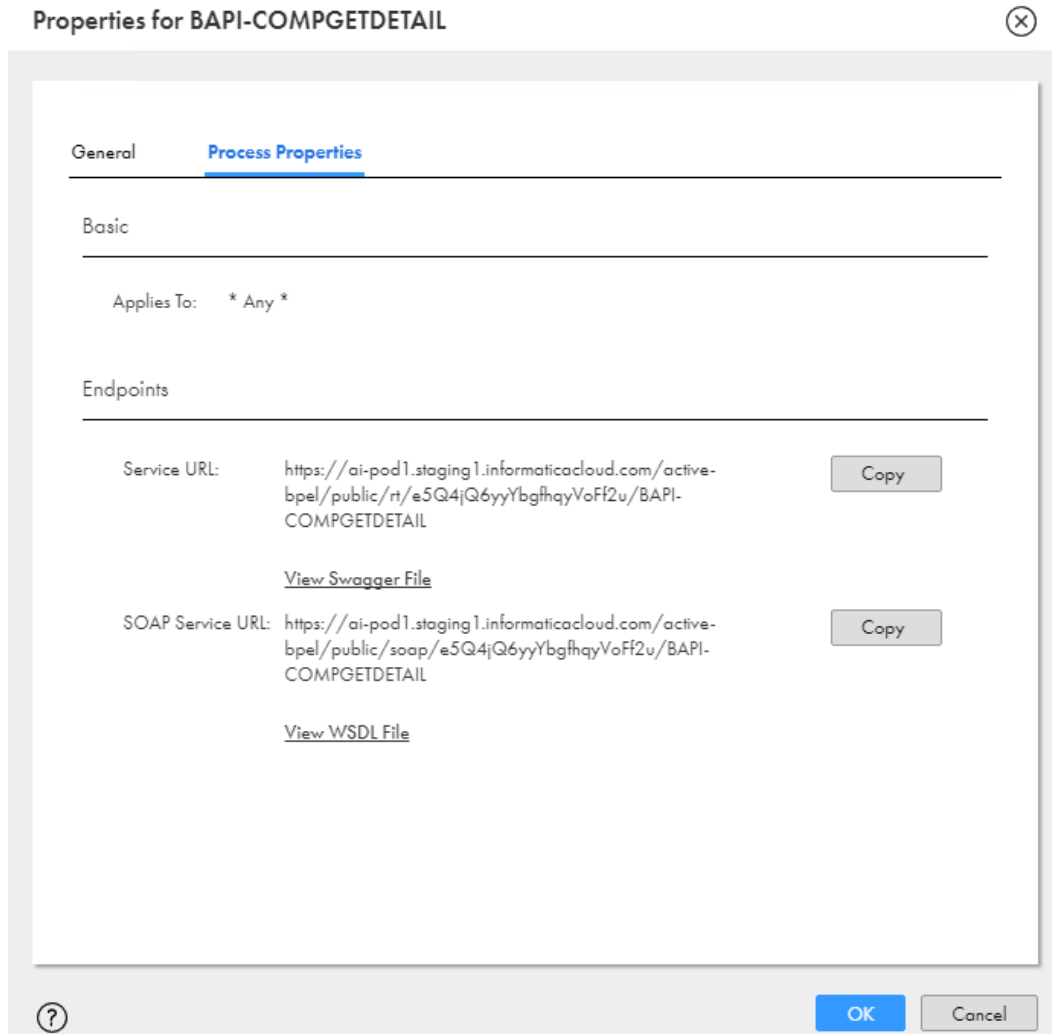 Properties for BAPI-COMPGETDETAIL
General Process Properties
Basic
Applies To: * Any *
Endpoints
Service URL: https://ai-pod1.staging1.informaticacloud.com/active- Copy
bpel/public/rt/e5Q4jQ6yyYbgfhqyVoFf2u/BAPI-
COMPGETDETAIL
View Swagger File
SOAP Service URL: https://ai-pod1.staging1.informaticacloud.com/active- Copy
bpel/public/soap/e5Q4jQ6yyYbgfhqyVoFf2u/BAPI-
COMPGETDETAIL
View WSDL File
? OK Cancel